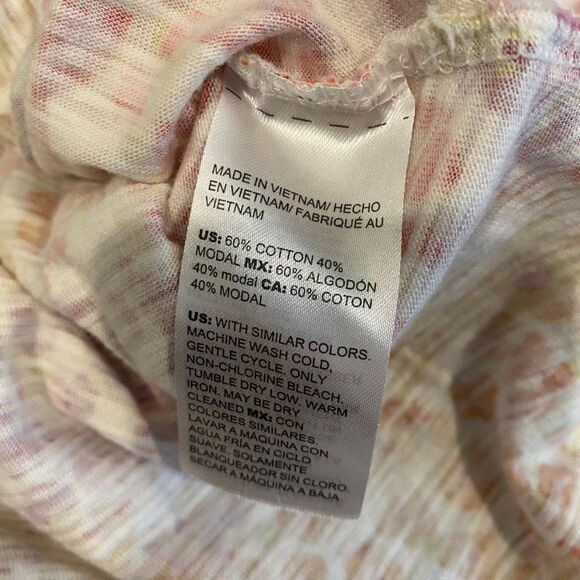 MADE IN VIETNAM/ HECHO
EN VIETNAM/ FABRIQUÉ AU
VIETNAM
US: 60% COTTON 40%
MODAL MX: 60% ALGODÓN
40% modal CA: 60% COTON
40% MODAL
US: WITH SIMILAR COLORS.
MACHINE WASH COLD,
GENTLE CYCLE, ONLY
NON-CHLORINE BLEACH.
TUMBLE DRY LOW, WARM
IRON. MAY BE DRY
CLEANED MX: CON
COLORES SIMILARES.
LAVAR A MÁQUINA CON
AGUA FRÍA EN CICLO
SUAVE, SOLAMENTE
BLANQUEADOR SIN CLORO.
SECAR A MÁQUINA A BAJA